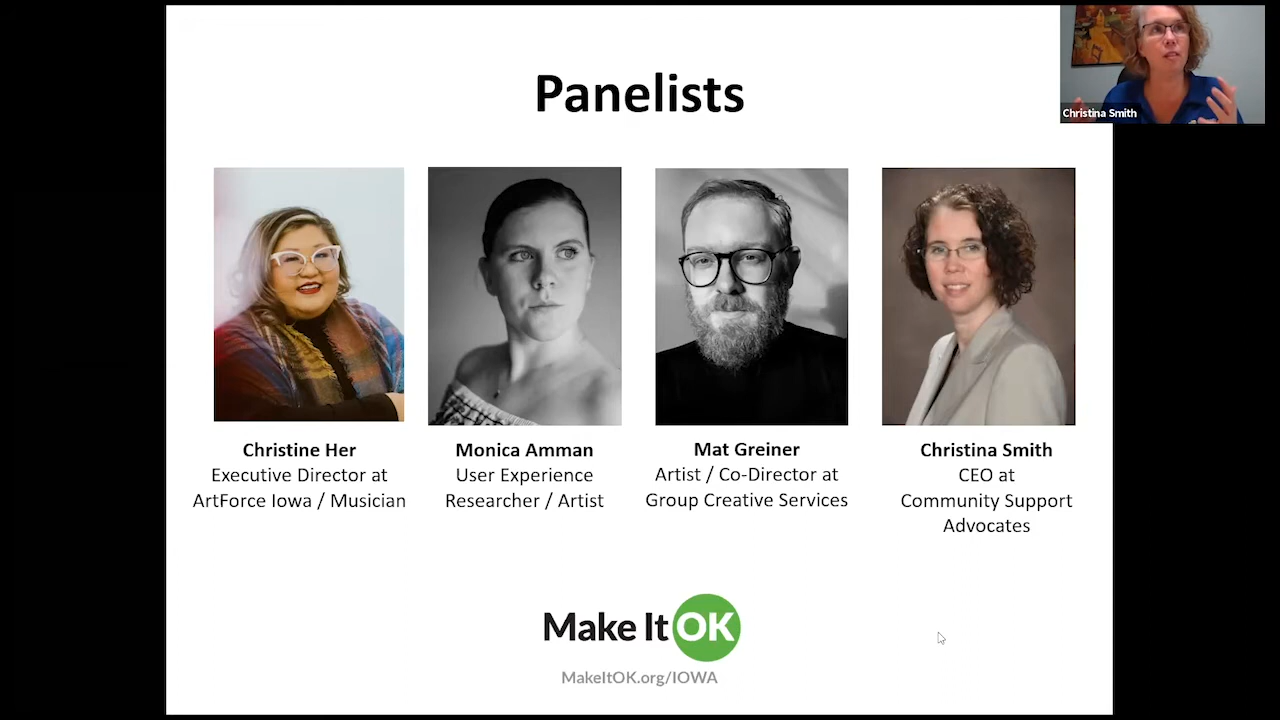 Panelists
Christina Smith
Christine Her
Executive Director at
ArtForce Iowa / Musician
Monica Amman
User Experience
Researcher / Artist
Mat Greiner
Artist / Co-Director at
Group Creative Services
Christina Smith
CEO at
Community Support
Advocates
Make It OK
MakeItOK.org/IOWA